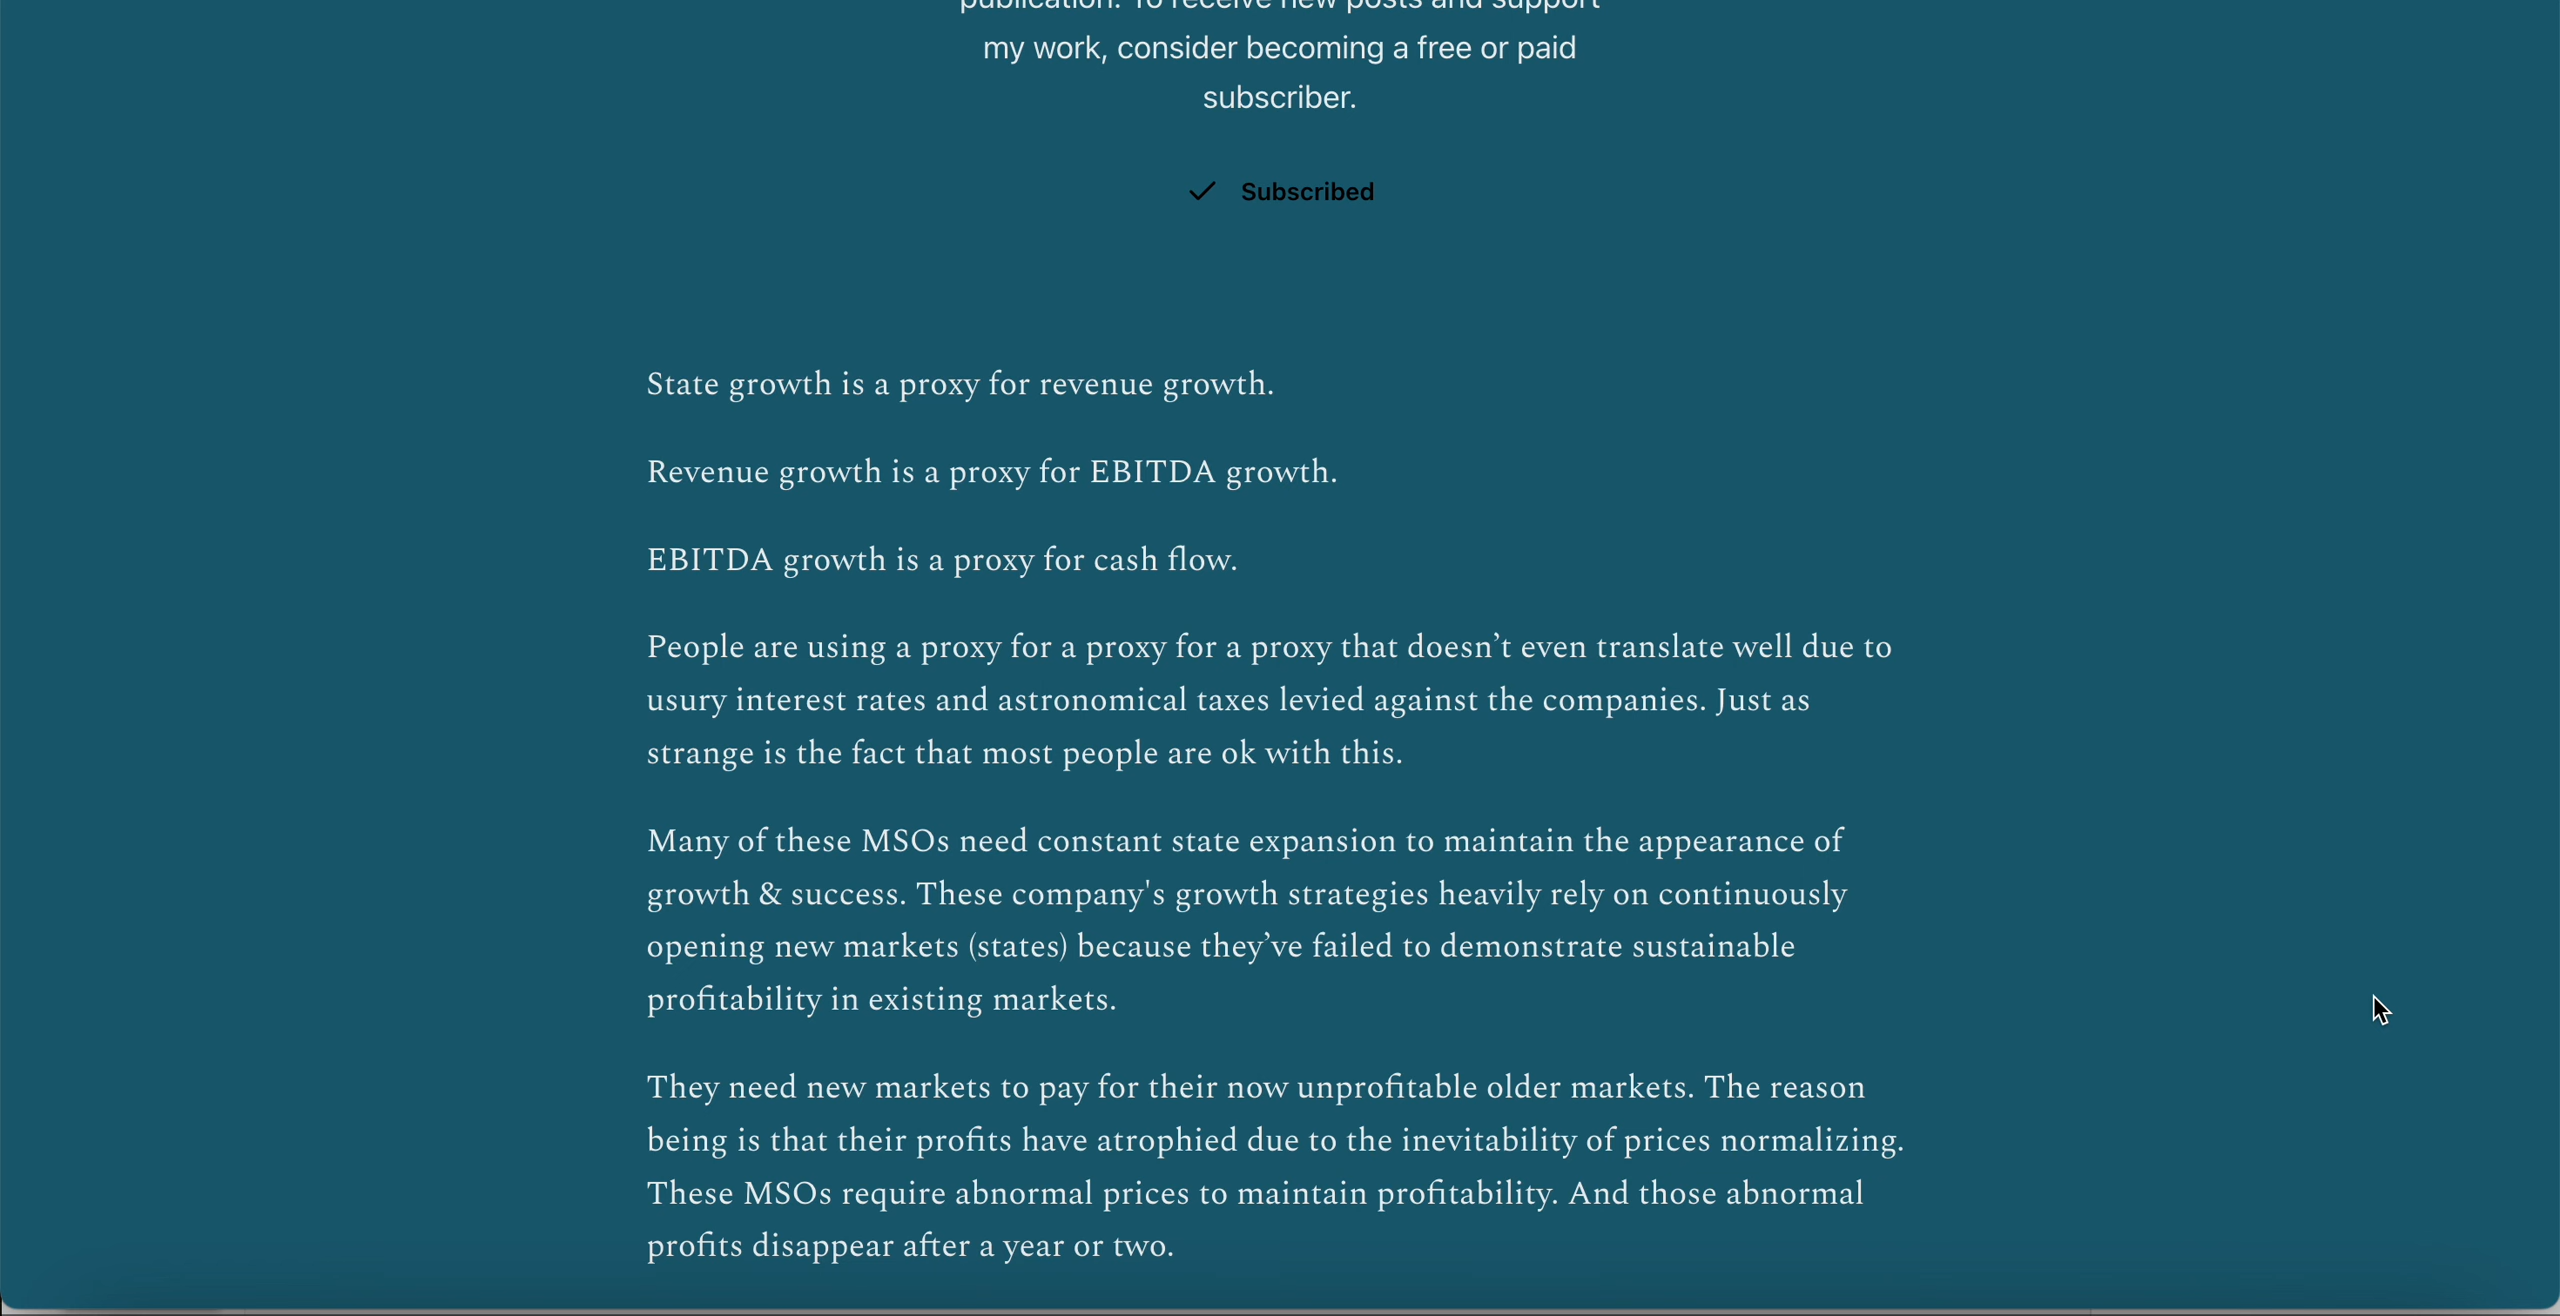 publication. To receive new posts and support
my work, consider becoming a free or paid
subscriber.
Subscribed
State growth is a proxy for revenue growth.
Revenue growth is a proxy for EBITDA growth.
EBITDA growth is a proxy for cash flow.
People are using a proxy for a proxy for a proxy that doesn’t even translate well due to
usury interest rates and astronomical taxes levied against the companies. Just as
strange is the fact that most people are ok with this.
Many of these MSOs need constant state expansion to maintain the appearance of
growth & success. These company's growth strategies heavily rely on continuously
opening new markets (states) because they’ve failed to demonstrate sustainable
profitability in existing markets.
They need new markets to pay for their now unprofitable older markets. The reason
being is that their profits have atrophied due to the inevitability of prices normalizing.
These MSOs require abnormal prices to maintain profitability. And those abnormal
profits disappear after a year or two.